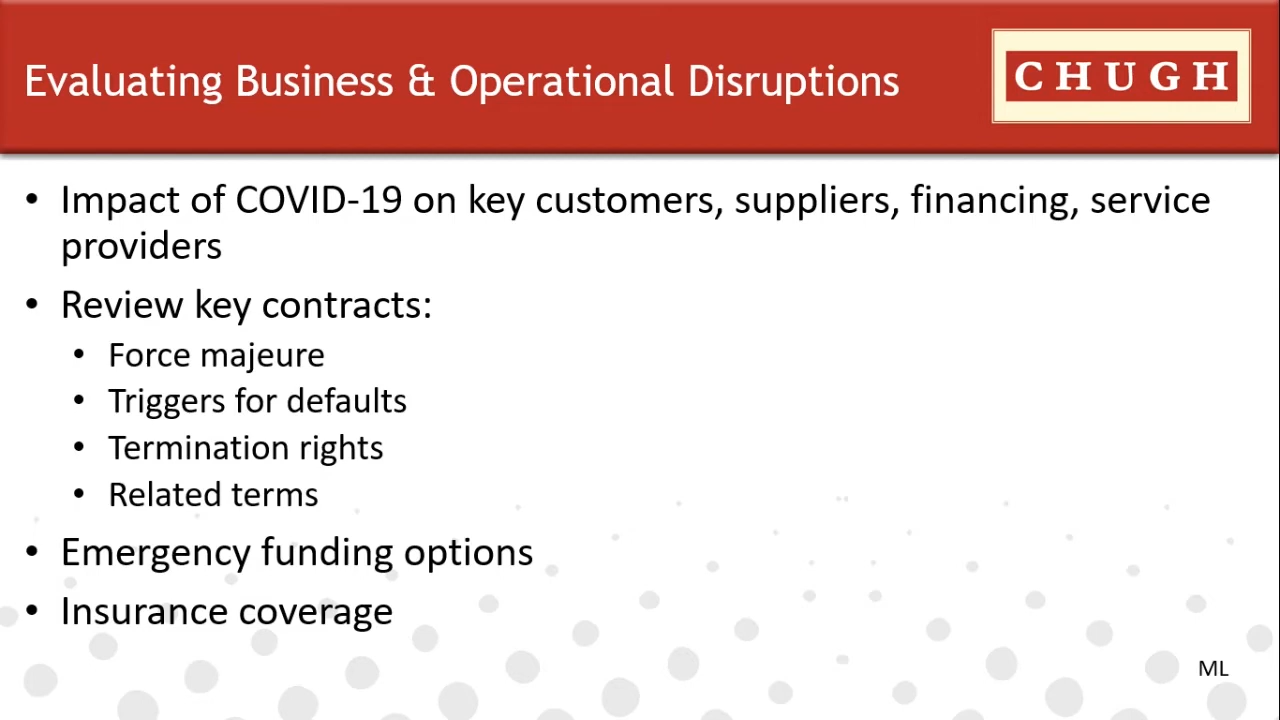 Evaluating Business & Operational Disruptions
CHUGH
• Impact of COVID-19 on key customers, suppliers, financing, service
providers
• Review key contracts:
• Force majeure
• Triggers for defaults
• Termination rights
• Related terms
• Emergency funding options
• Insurance coverage
ML